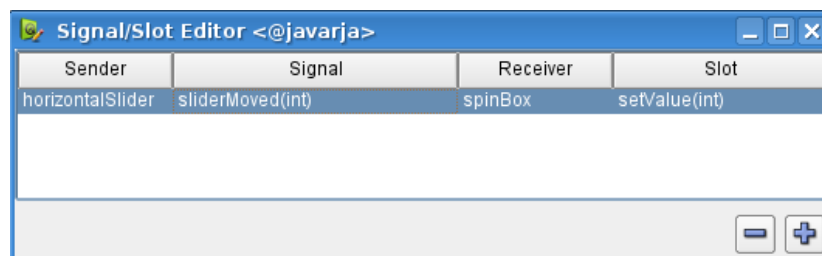 Signal/Slot Editor <@javarja>
Sender Signal Receiver Slot
horizontalSlider sliderMoved(int) spinBox setValue(int)